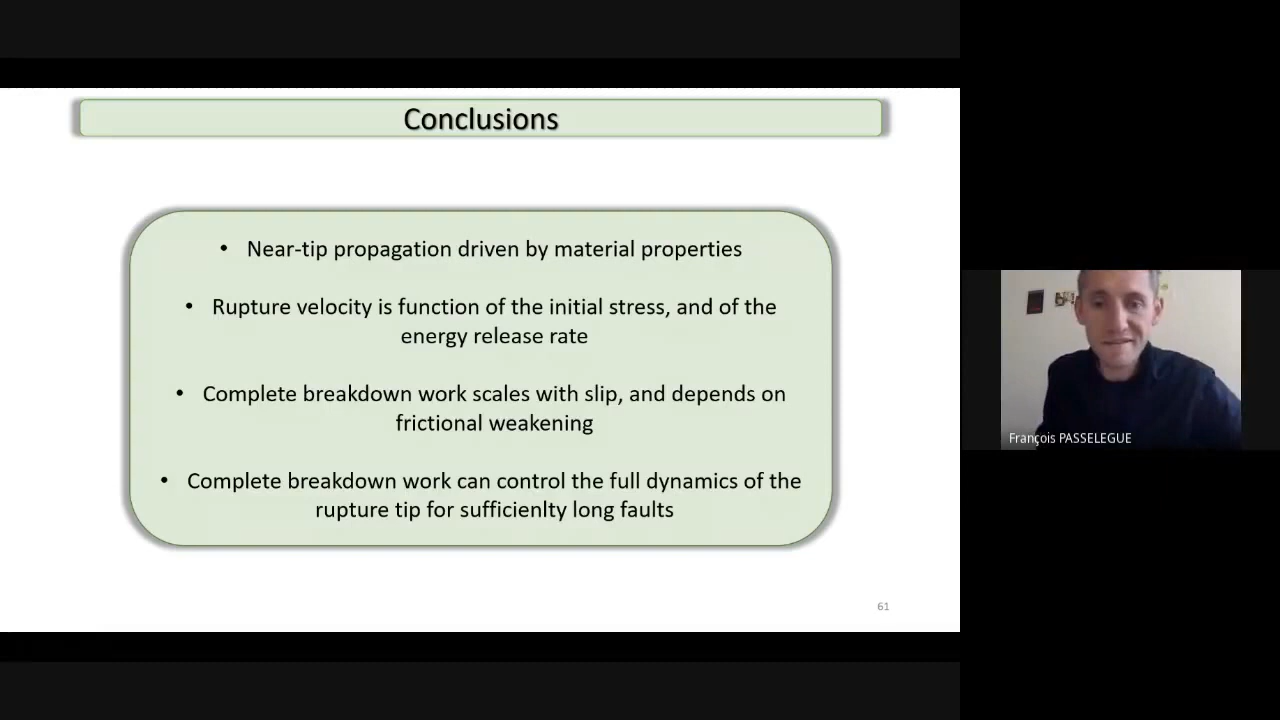 Conclusions
• Near-tip propagation driven by material properties
• Rupture velocity is function of the initial stress, and of the
energy release rate
• Complete breakdown work scales with slip, and depends on
frictional weakening
• Complete breakdown work can control the full dynamics of the
rupture tip for sufficienlty long faults
61
François PASSELEGUE